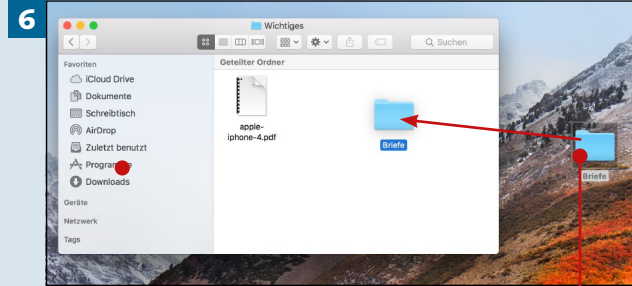 6
Wichtiges
Suchen
Favoriten
iCloud Drive
Dokumente
Schreibtisch
AirDrop
Zuletzt benutzt
Downloads
Geräte
Netzwerk
Tags
Geteilter Ordner
apple-
iphone-4.pdf
Briefe
Briefe